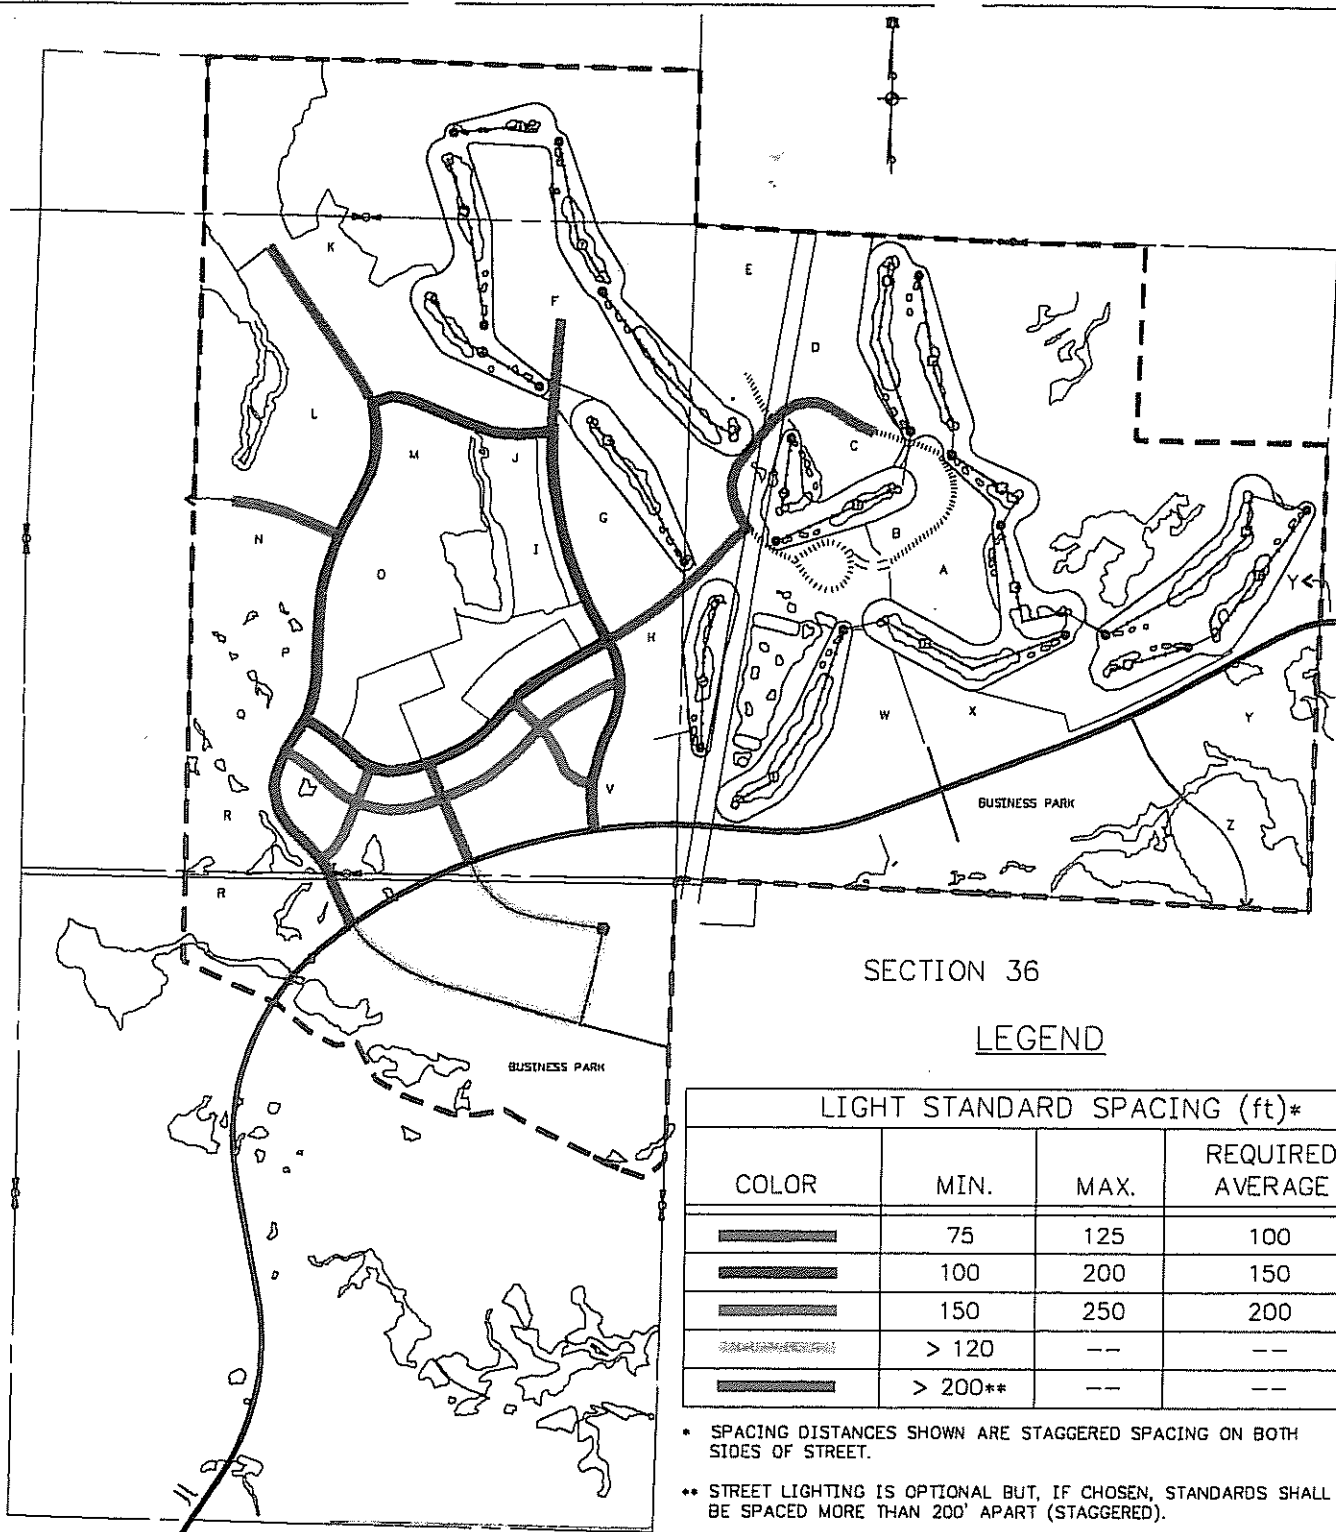 K
E
F
D
L
C
M
J
G
N
B
I
O
A
Y
P
H
Q
W
X
Y
V
BUSINESS PARK
R
Z
R
SECTION 36
BUSINESS PARK
LEGEND
LIGHT STANDARD SPACING (ft)*
COLOR MIN. MAX. REQUIRED AVERAGE
75 125 100
100 200 150
150 250 200
> 120 -- --
> 200** -- --
* SPACING DISTANCES SHOWN ARE STAGGERED SPACING ON BOTH
SIDES OF STREET.
** STREET LIGHTING IS OPTIONAL BUT, IF CHOSEN, STANDARDS SHALL
BE SPACED MORE THAN 200' APART (STAGGERED).